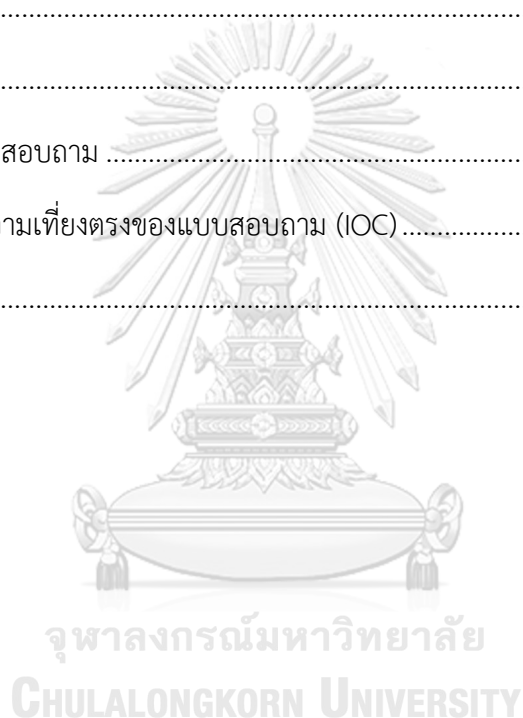 ................................................................
................................................................
สอบถาม ................................................................
ามเที่ยงตรงของแบบสอบถาม (IOC) ................
................................................................
จุฬาลงกรณ์มหาวิทยาลัย
CHULALONGKORN UNIVERSITY